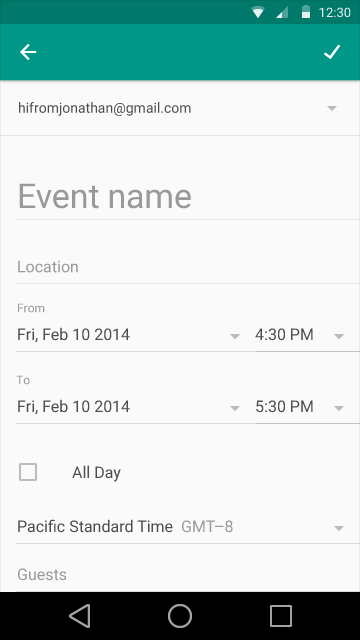 12:30
hifromjonathan@gmail.com
Event name
Location
From
Fri, Feb 10 2014 4:30 PM
To
Fri, Feb 10 2014 5:30 PM
All Day
Pacific Standard Time GMT–8
Guests